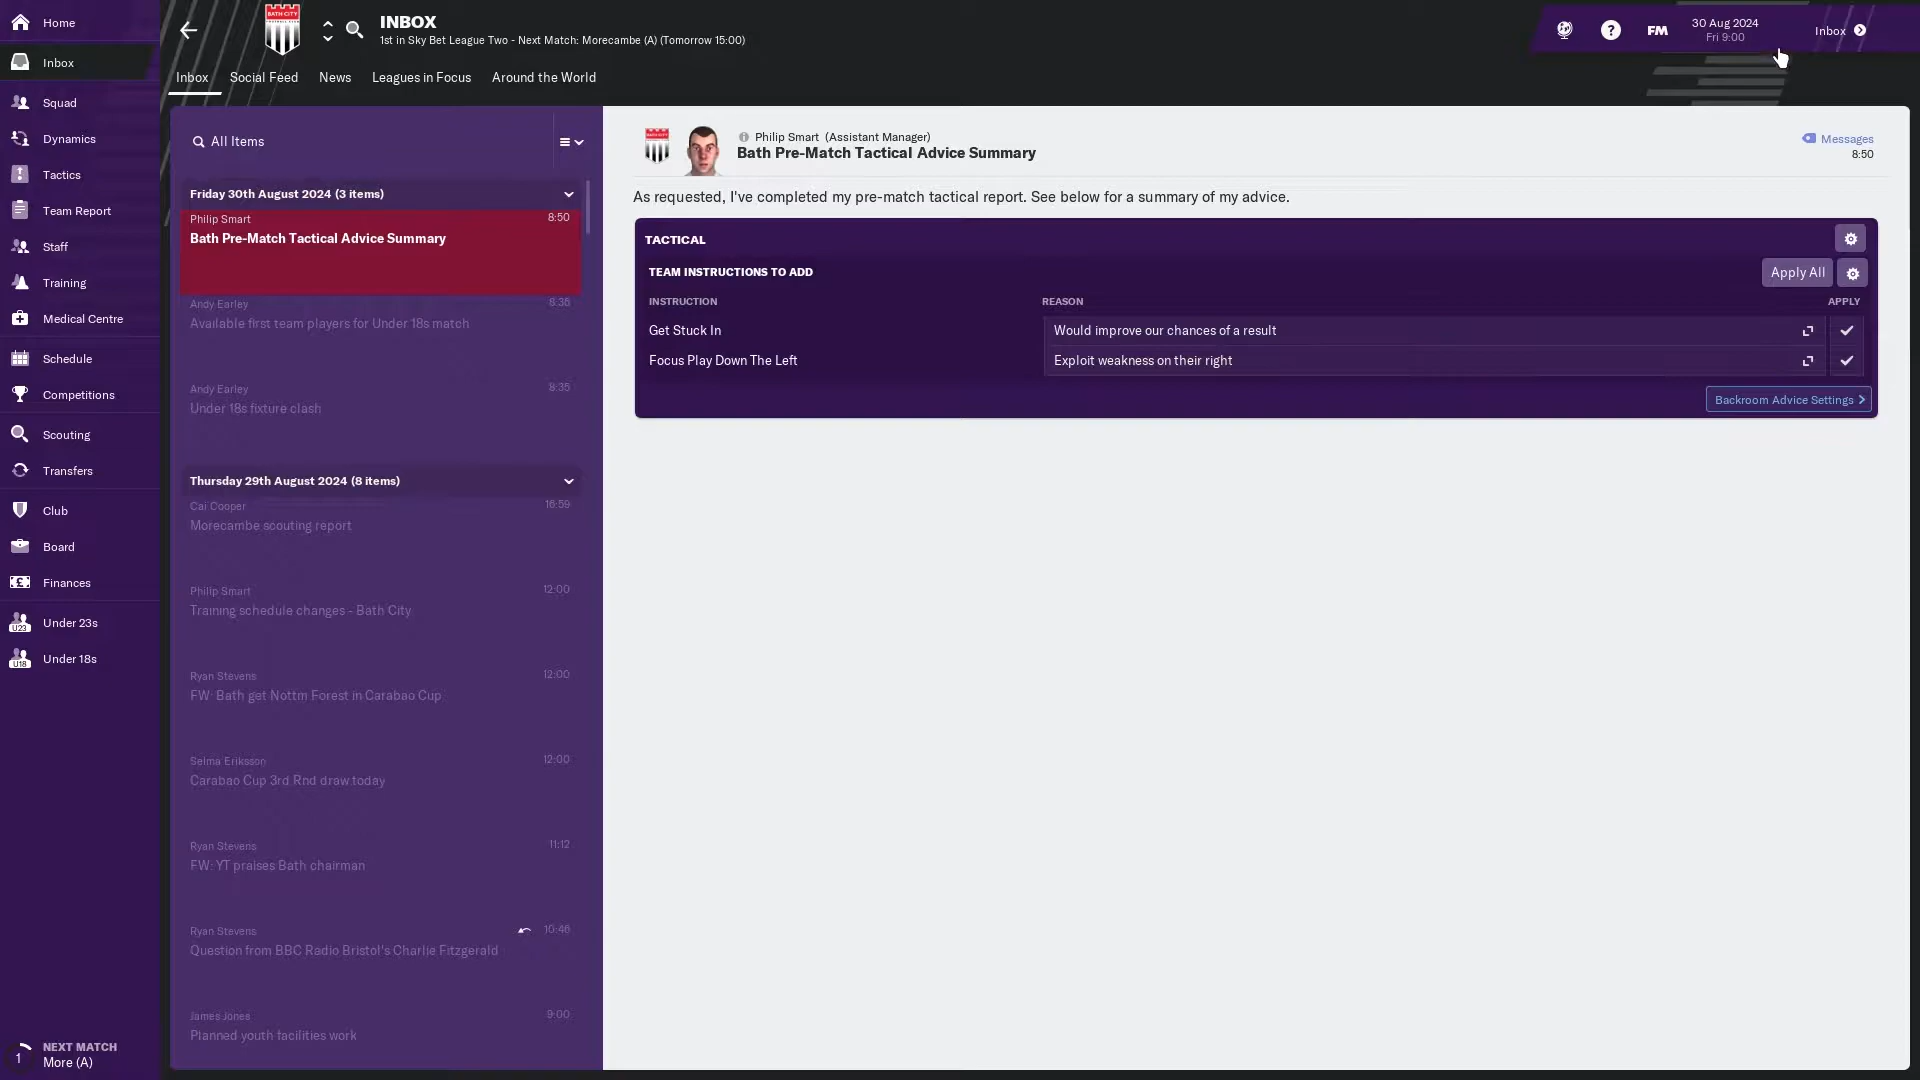 Home
Inbox
Squad
Dynamics
Tactics
Team Report
Staff
Training
Medical Centre
Schedule
Competitions
Scouting
Transfers
Club
Board
Finances
U23
Under 23s
U18
Under 18s
1
NEXT MATCH
More (A)
BATH CITY
INBOX
1st in Sky Bet League Two - Next Match: Morecambe (A) (Tomorrow 15:00)
?
FM
30 Aug 2024
Fri 9:00
Inbox
Inbox
Social Feed
News
Leagues in Focus
Around the World
All Items
Friday 30th August 2024 (3 items)
Philip Smart
8:50
Bath Pre-Match Tactical Advice Summary
Andy Earley
8:35
Available first team players for Under 18s match
Andy Earley
8:35
Under 18s fixture clash
Thursday 29th August 2024 (8 items)
Cai Cooper
16:59
Morecambe scouting report
Philip Smart
12:00
Training schedule changes - Bath City
Ryan Stevens
12:00
FW: Bath get Nottm Forest in Carabao Cup
Selma Eriksson
12:00
Carabao Cup 3rd Rnd draw today
Ryan Stevens
11:12
FW: YT praises Bath chairman
Ryan Stevens
10:46
Question from BBC Radio Bristol's Charlie Fitzgerald
James Jones
9:00
Planned youth facilities work
BATH CITY
Philip Smart (Assistant Manager)
Bath Pre-Match Tactical Advice Summary
Messages
8:50
As requested, I've completed my pre-match tactical report. See below for a summary of my advice.
TACTICAL
TEAM INSTRUCTIONS TO ADD
Apply All
INSTRUCTION
REASON
APPLY
Get Stuck In
Would improve our chances of a result
Focus Play Down The Left
Exploit weakness on their right
Backroom Advice Settings